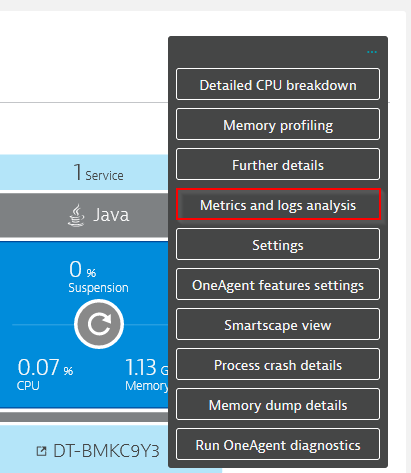 ...
Detailed CPU breakdown
Memory profiling
Further details
Metrics and logs analysis
Settings
OneAgent features settings
Smartscape view
Process crash details
Memory dump details
Run OneAgent diagnostics
1 Service
Java
0 %
Suspension
0.07 %
CPU
1.13 G
Memory
DT-BMKC9Y3